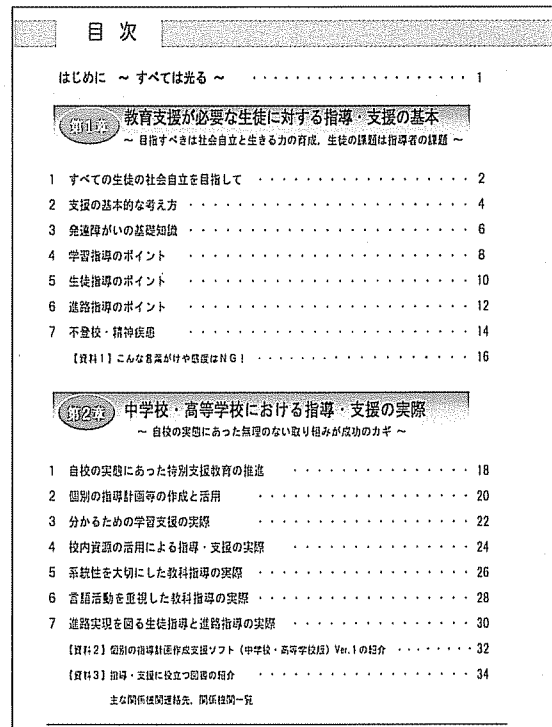 目次
はじめに ～ すべては光る ～ ・・・・・・・・・・・・・・・・・・・ 1
第1章 教育支援が必要な生徒に対する指導・支援の基本
～ 目指すべきは社会自立と生きる力の育成，生徒の課題は指導者の課題 ～
1 すべての生徒の社会自立を目指して ・・・・・・・・・・・・・・・・・・ 2
2 支援の基本的な考え方 ・・・・・・・・・・・・・・・・・・・・・・・・ 4
3 発達障がいの基礎知識 ・・・・・・・・・・・・・・・・・・・・・・・・ 6
4 学習指導のポイント ・・・・・・・・・・・・・・・・・・・・・・・・ 8
5 生徒指導のポイント ・・・・・・・・・・・・・・・・・・・・・・・・ 10
6 進路指導のポイント ・・・・・・・・・・・・・・・・・・・・・・・・ 12
7 不登校・精神疾患 ・・・・・・・・・・・・・・・・・・・・・・・・ 14
【資料1】こんな言葉がけや態度はNG！ ・・・・・・・・・・・・・・・・・ 16
第2章 中学校・高等学校における指導・支援の実際
～ 自校の実態にあった無理のない取り組みが成功のカギ ～
1 自校の実態にあった特別支援教育の推進 ・・・・・・・・・・・・・・・ 18
2 個別の指導計画等の作成と活用 ・・・・・・・・・・・・・・・・・・ 20
3 分かるための学習支援の実際 ・・・・・・・・・・・・・・・・・・ 22
4 校内資源の活用による指導・支援の実際 ・・・・・・・・・・・・・・・ 24
5 系統性を大切にした教科指導の実際 ・・・・・・・・・・・・・・・・・・ 26
6 言語活動を重視した教科指導の実際 ・・・・・・・・・・・・・・・・・・ 28
7 進路実現を図る生徒指導と進路指導の実際 ・・・・・・・・・・・・・・・・ 30
【資料2】個別の指導計画作成支援ソフト（中学校・高等学校版）Ver.1の紹介 ・・・・・ 32
【資料3】指導・支援に役立つ図書の紹介 ・・・・・・・・・・・・・・・・ 34
主な関係機関連絡先，関係機関一覧